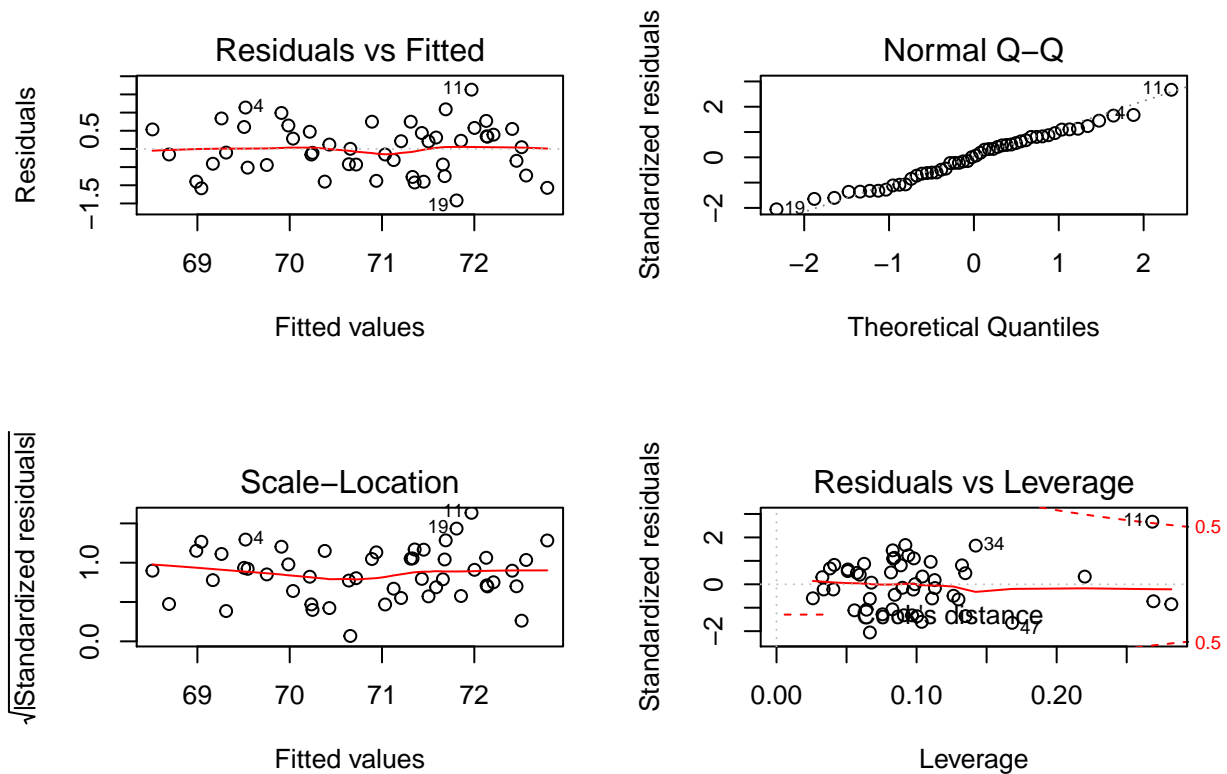 Residuals vs Fitted
Residuals
0.5
−1.5
4
11
19
69 70 71 72
Fitted values
Normal Q−Q
Standardized residuals
2
0
−2
11
4
19
−2 −1 0 1 2
Theoretical Quantiles
Scale−Location
√|Standardized residuals|
1.0
0.0
4
11
19
69 70 71 72
Fitted values
Residuals vs Leverage
Standardized residuals
2
0
−2
11
34
47
0.5
0.5
distance
0.00 0.10 0.20
Leverage